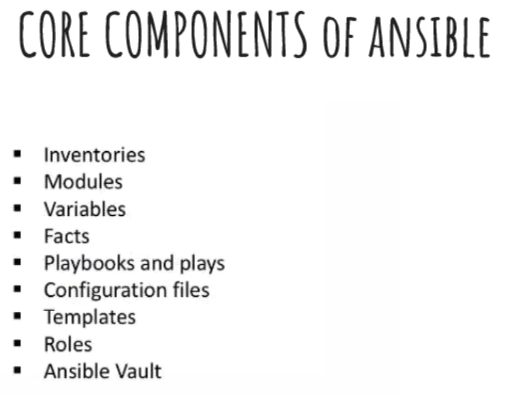 CORE COMPONENTS OF ANSIBLE
▪ Inventories
▪ Modules
▪ Variables
▪ Facts
▪ Playbooks and plays
▪ Configuration files
▪ Templates
▪ Roles
▪ Ansible Vault